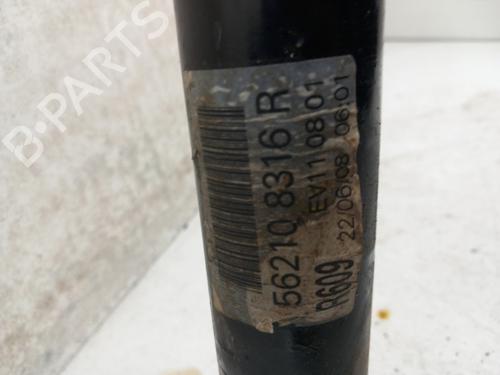 B-PARTS
56210 8316 R
EV11 08 01
R609 22/06/08 06:01